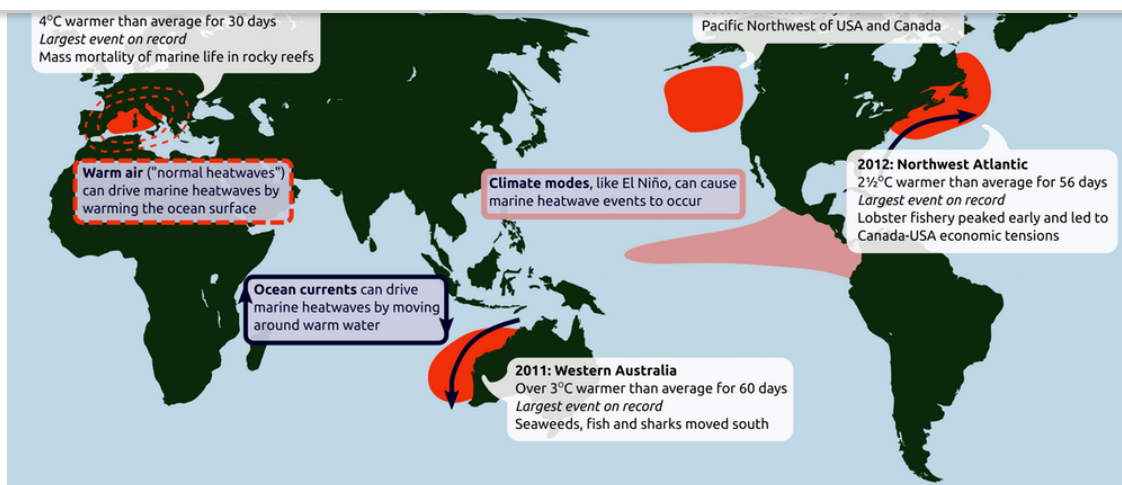 4°C warmer than average for 30 days
Largest event on record
Mass mortality of marine life in rocky reefs
Pacific Northwest of USA and Canada
Warm air ("normal heatwaves")
can drive marine heatwaves by
warming the ocean surface
Climate modes, like El Niño, can cause
marine heatwave events to occur
2012: Northwest Atlantic
2½°C warmer than average for 56 days
Largest event on record
Lobster fishery peaked early and led to
Canada-USA economic tensions
Ocean currents can drive
marine heatwaves by moving
around warm water
2011: Western Australia
Over 3°C warmer than average for 60 days
Largest event on record
Seaweeds, fish and sharks moved south